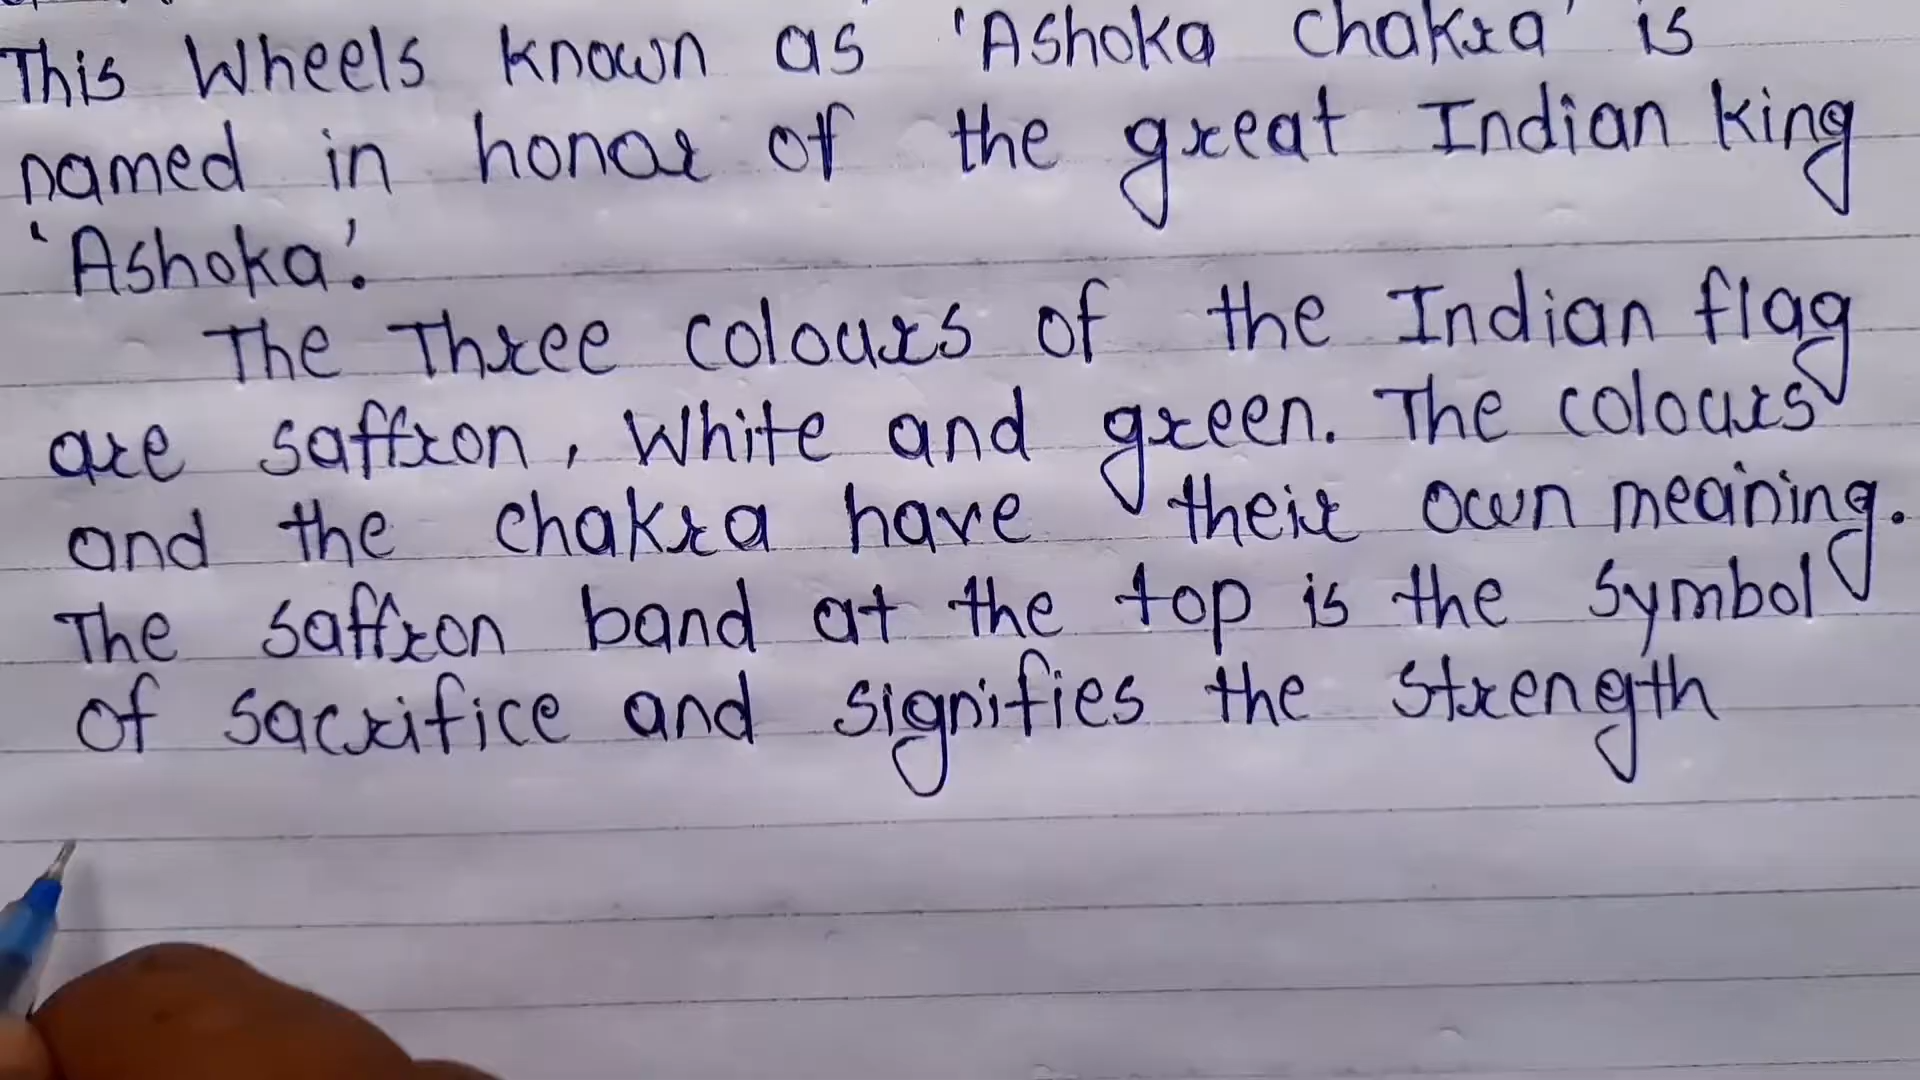 This Wheels known as 'Ashoka Chakra' is
named in honor of the great Indian king
'Ashoka'.
The Three colours of the Indian flag
are saffron, White and green. The colours
and the chakra have their own meaning.
The saffron band at the top is the symbol
of sacrifice and signifies the strength